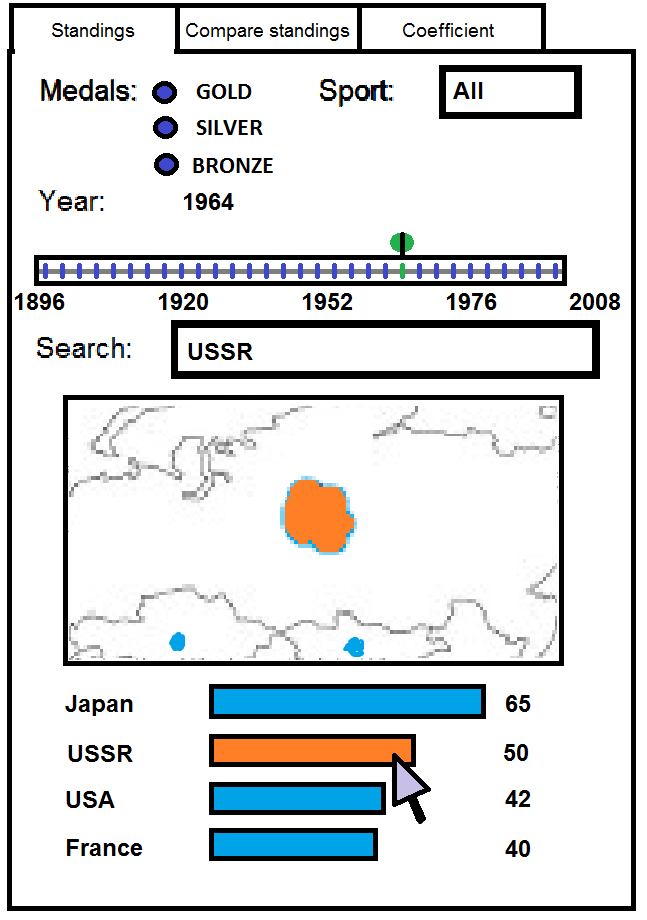 Standings Compare standings Coefficient
Medals: GOLD Sport: All
SILVER
BRONZE
Year: 1964
1896 1920 1952 1976 2008
Search: USSR
Japan 65
USSR 50
USA 42
France 40